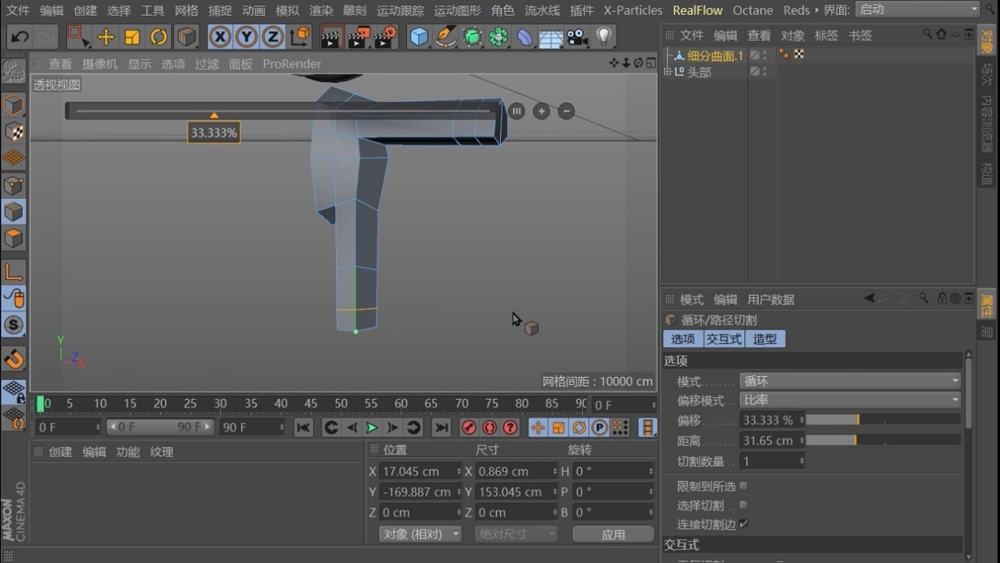 文件 编辑 创建 选择 工具 网格 捕捉 动画 模拟 渲染 雕刻 运动跟踪 运动图形 角色 流水线 插件 X-Particles RealFlow Octane Reds 界面: 启动
文件 编辑 查看 对象 标签 书签
查看 摄像机 显示 选项 过滤 面板 ProRender
细分曲面.1
头部
透视视图
33.333%
对象
场次
内容浏览器
构造
Y
Z
X
网格间距 : 10000 cm
模式 编辑 用户数据
循环/路径切割
选项 交互式 造型
选项
模式 循环
偏移模式 比率
偏移 33.333 %
距离 31.65 cm
切割数量 1
限制到所选
选择切割
连接切割边
交互式
属性
层
0 5 10 15 20 25 30 35 40 45 50 55 60 65 70 75 80 85 90 0 F
0 F 0 F 90 F 90 F
创建 编辑 功能 纹理
位置 尺寸 旋转
X 17.045 cm X 0.869 cm H 0 °
Y -169.887 cm Y 153.045 cm P 0 °
Z 0 cm Z 0 cm B 0 °
对象 (相对) 绝对尺寸 应用
MAXON
CINEMA 4D